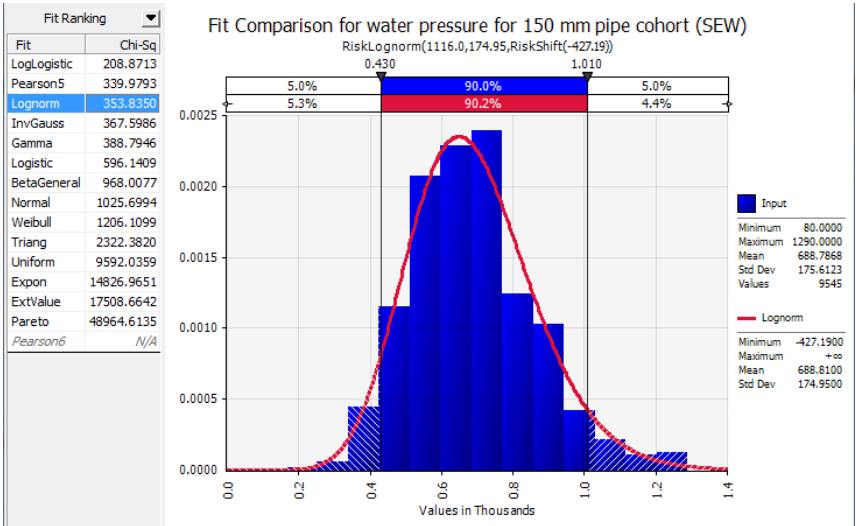 Fit Ranking
Fit Chi-Sq
LogLogistic 208.8713
Pearson5 339.9793
Lognorm 353.8350
InvGauss 367.5986
Gamma 388.7946
Logistic 596.1409
BetaGeneral 968.0077
Normal 1025.6994
Weibull 1206.1099
Triang 2322.3820
Uniform 9592.0359
Expon 14826.9651
ExtValue 17508.6642
Pareto 48964.6135
Pearson6 N/A
Fit Comparison for water pressure for 150 mm pipe cohort (SEW)
RiskLognorm(1116.0,174.95,RiskShift(-427.19))
0.430 1.010
5.0% 90.0% 5.0%
5.3% 90.2% 4.4%
0.0025
0.0020
0.0015
0.0010
0.0005
0.0000
0.0 0.2 0.4 0.6 0.8 1.0 1.2 1.4
Values in Thousands
Input
Minimum 80.0000
Maximum 1290.0000
Mean 688.7868
Std Dev 175.6123
Values 9545
Lognorm
Minimum -427.1900
Maximum +∞
Mean 688.8100
Std Dev 174.9500